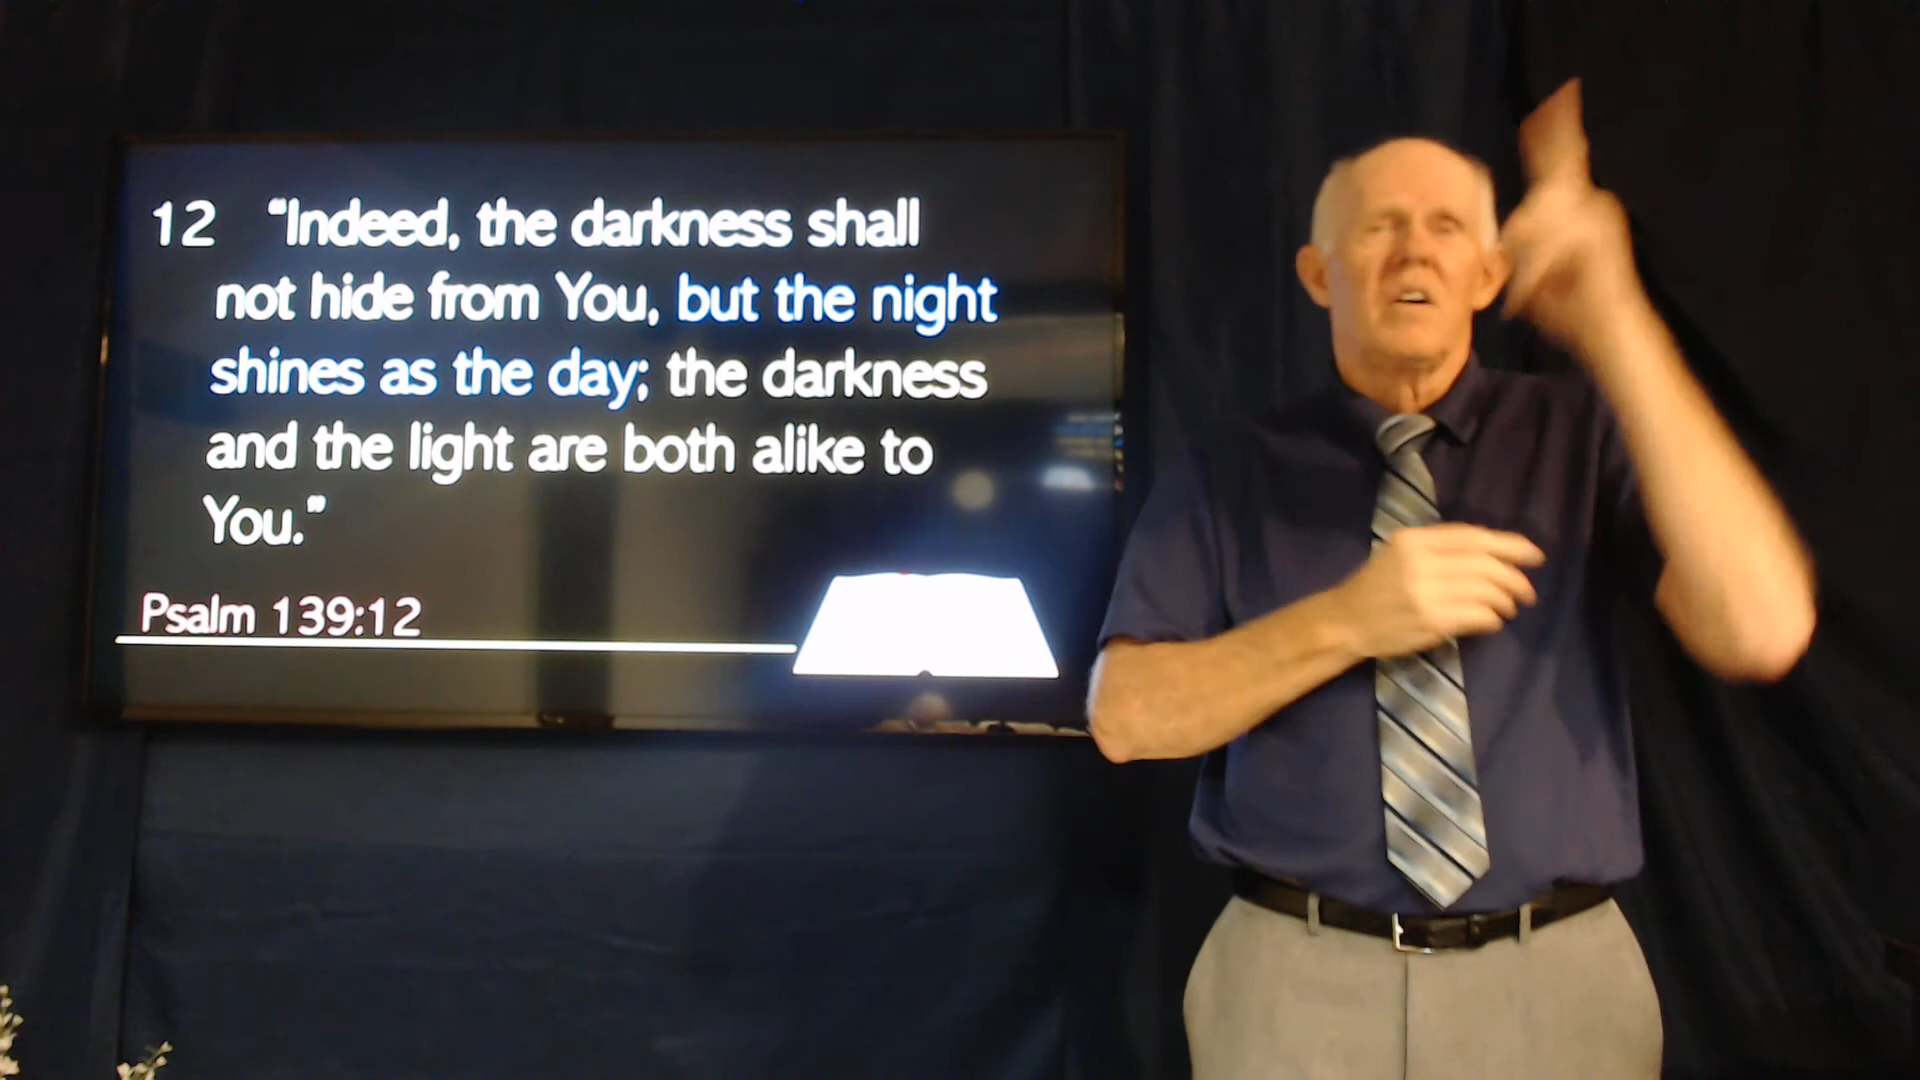 12 “Indeed, the darkness shall
not hide from You, but the night
shines as the day; the darkness
and the light are both alike to
You.”
Psalm 139:12